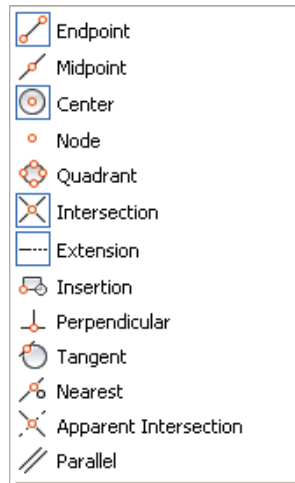 Endpoint
Midpoint
Center
Node
Quadrant
Intersection
Extension
Insertion
Perpendicular
Tangent
Nearest
Apparent Intersection
Parallel